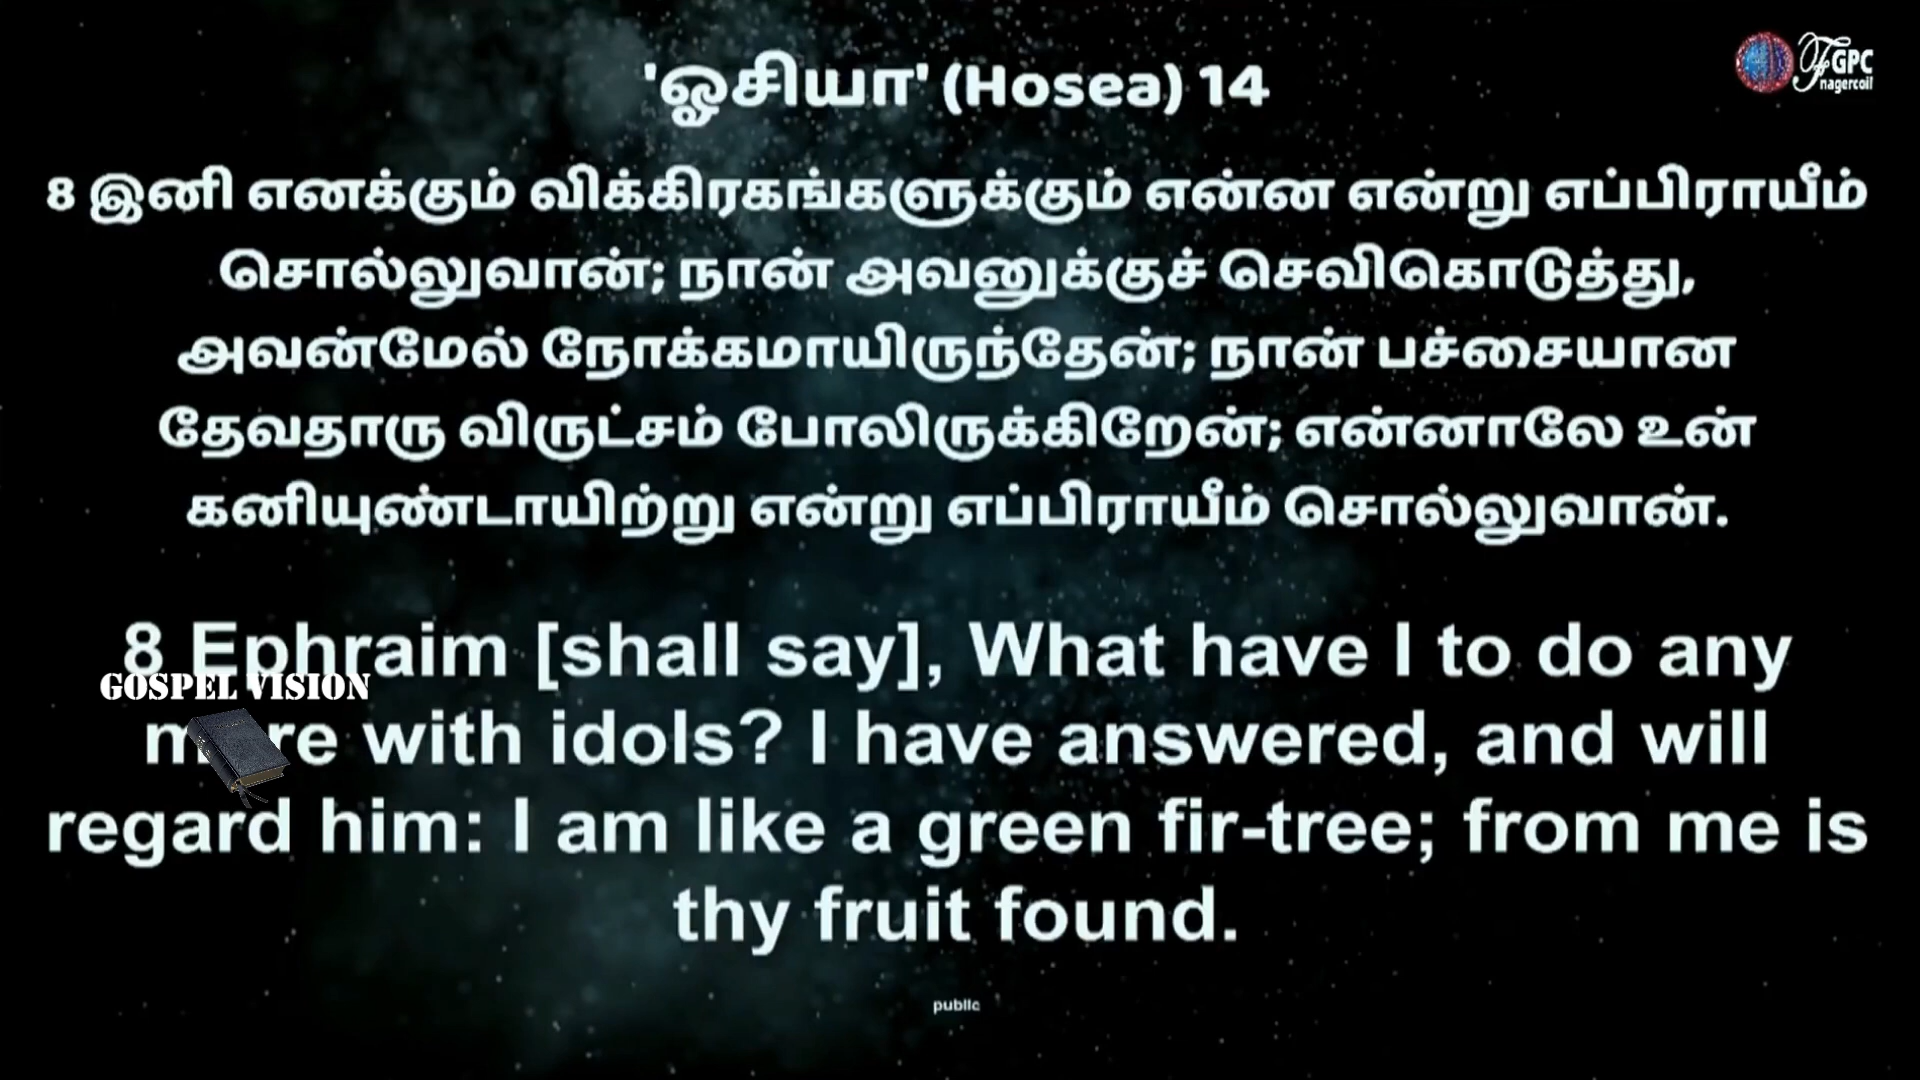 'ஓசியா' (Hosea) 14
FGPC
nagercoil
8 இனி எனக்கும் விக்கிரகங்களுக்கும் என்ன என்று எப்பிராயீம்
சொல்லுவான்; நான் அவனுக்குச் செவிகொடுத்து,
அவன்மேல் நோக்கமாயிருந்தேன்; நான் பச்சையான
தேவதாரு விருட்சம் போலிருக்கிறேன்; என்னாலே உன்
கனியுண்டாயிற்று என்று எப்பிராயீம் சொல்லுவான்.
8 Ephraim [shall say], What have I to do any
GOSPEL VISION
more with idols? I have answered, and will
regard him: I am like a green fir-tree; from me is
thy fruit found.
public